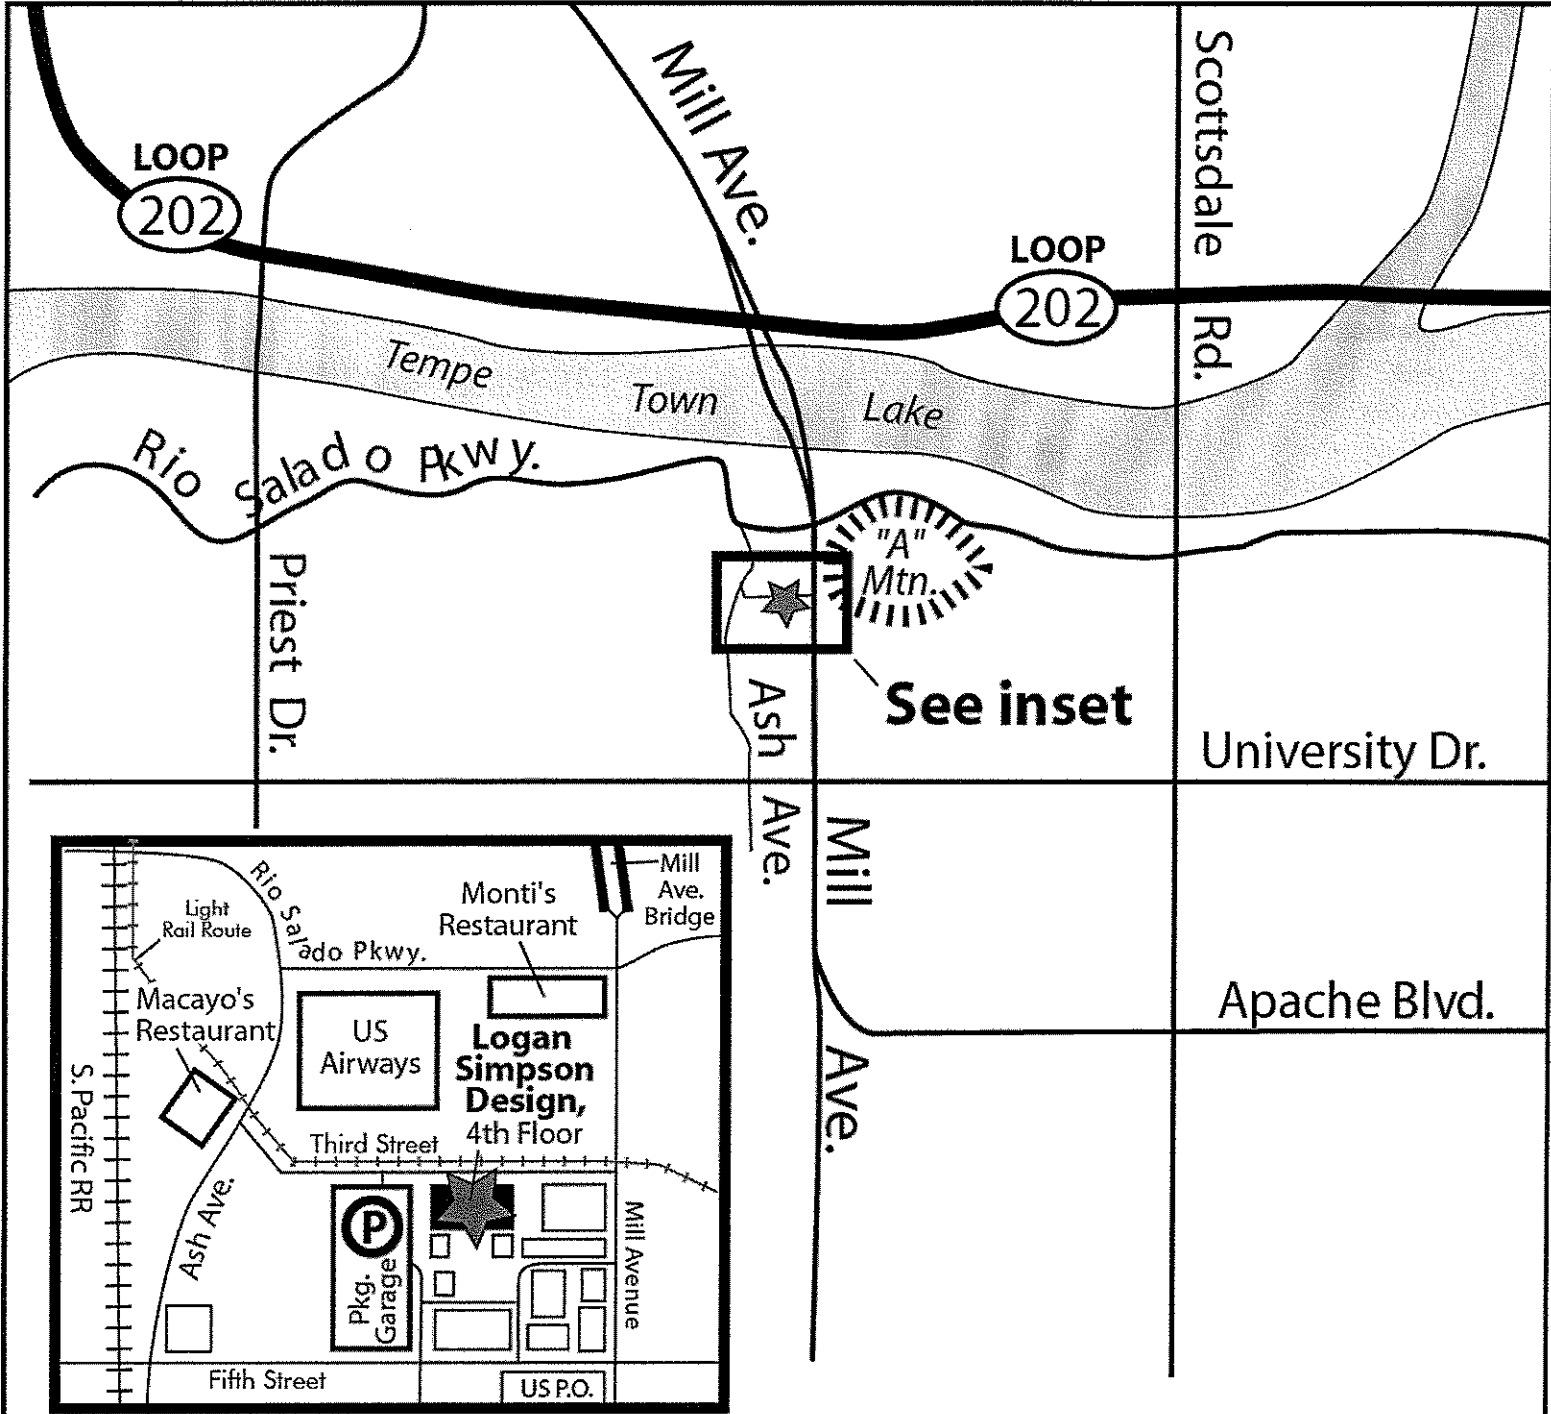 Mill Ave.
Scottsdale Rd.
LOOP
202
LOOP
202
Tempe Town Lake
Rio Salado Pkwy.
"A"
Mtn.
Priest Dr.
See inset
Ash Ave.
University Dr.
Mill Ave.
Apache Blvd.
Rio Salado Pkwy.
Mill
Ave.
Bridge
Monti's
Restaurant
Light
Rail Route
Macayo's
Restaurant
US
Airways
Logan
Simpson
Design,
4th Floor
S. Pacific RR
Third Street
Ash Ave.
P
Pkg.
Garage
Mill Avenue
Fifth Street
US P.O.